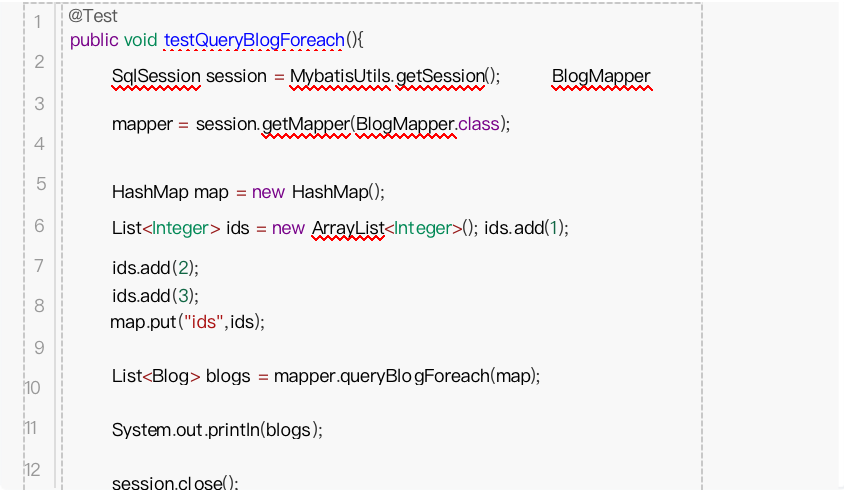 1 @Test
public void testQueryBlogForeach(){
2
SqlSession session = MybatisUtils.getSession(); BlogMapper
3
mapper = session.getMapper(BlogMapper.class);
4
5 HashMap map = new HashMap();
6 List<Integer> ids = new ArrayList<Integer>(); ids.add(1);
7 ids.add(2);
ids.add(3);
8
map.put("ids",ids);
9
List<Blog> blogs = mapper.queryBlogForeach(map);
10
11 System.out.println(blogs);
12
session.close();